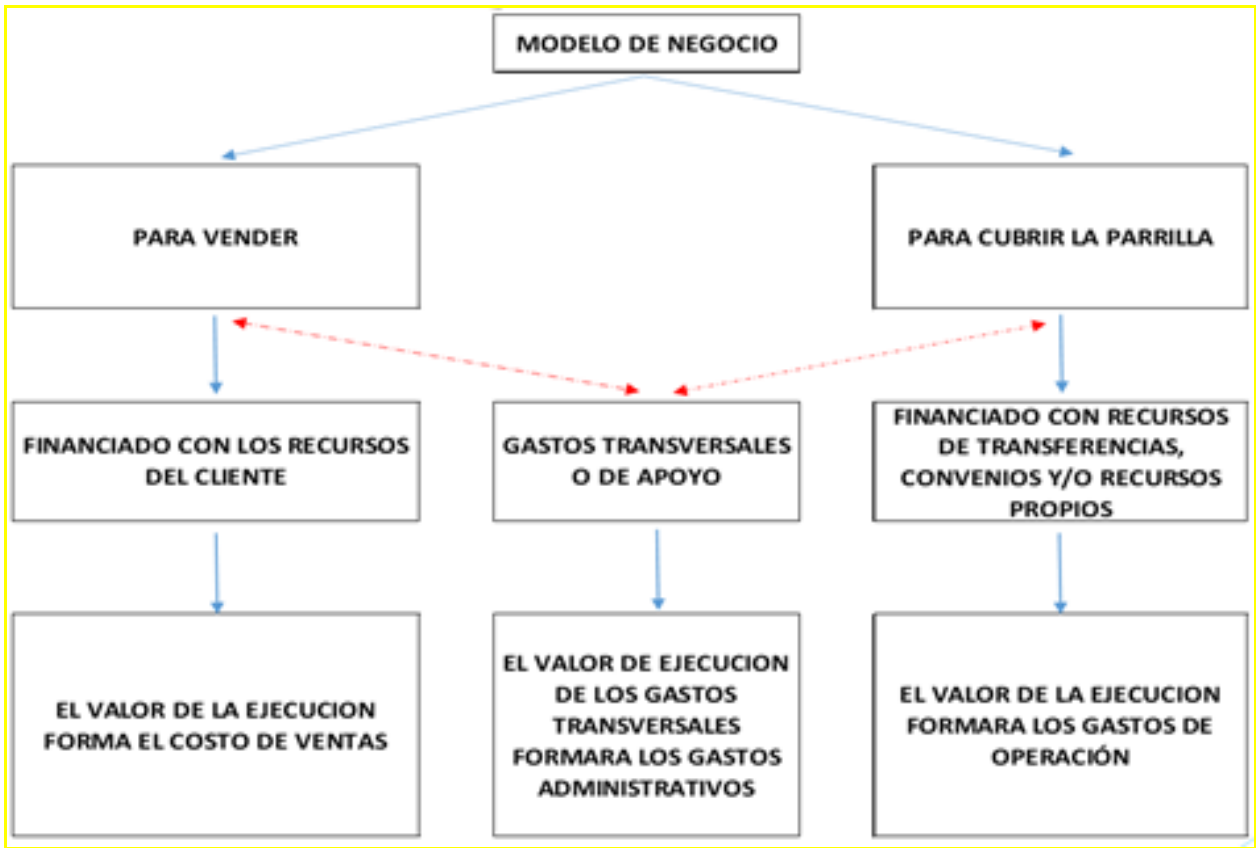 MODELO DE NEGOCIO
PARA VENDER
PARA CUBRIR LA PARRILLA
FINANCIADO CON LOS RECURSOS
DEL CLIENTE
GASTOS TRANSVERSALES
O DE APOYO
FINANCIADO CON RECURSOS
DE TRANSFERENCIAS,
CONVENIOS Y/O RECURSOS
PROPIOS
EL VALOR DE LA EJECUCION
FORMA EL COSTO DE VENTAS
EL VALOR DE EJECUCION
DE LOS GASTOS
TRANSVERSALES
FORMARA LOS GASTOS
ADMINISTRATIVOS
EL VALOR DE LA EJECUCION
FORMARA LOS GASTOS DE
OPERACIÓN